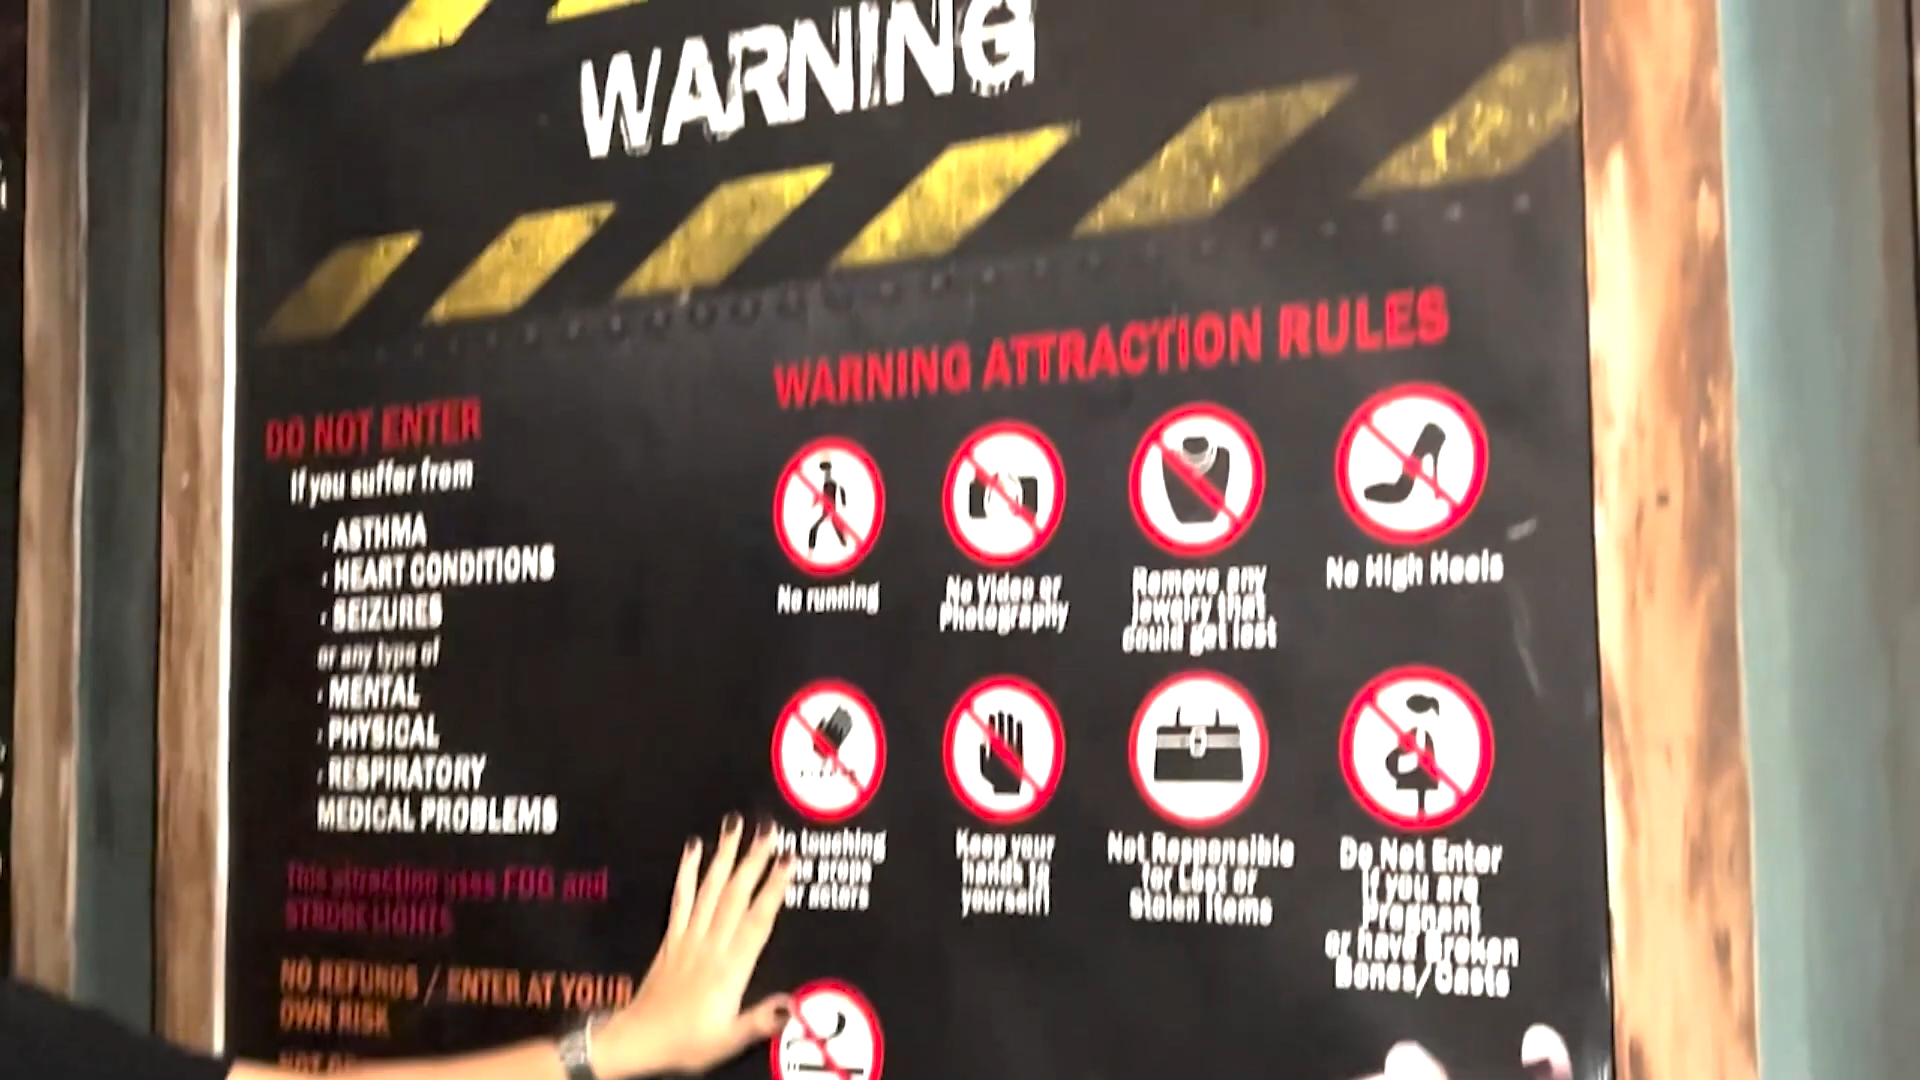 WARNING
WARNING ATTRACTION RULES
DO NOT ENTER
If you suffer from
· ASTHMA
· HEART CONDITIONS
· SEIZURES
or any type of
· MENTAL
· PHYSICAL
· RESPIRATORY
MEDICAL PROBLEMS
This attraction uses FOG and
STROBE LIGHTS
NO REFUNDS / ENTER AT YOUR
OWN RISK
No running
No Video or
Photography
Remove any
jewelry that
could get lost
No High Heels
No touching
props
or actors
Keep your
hands to
yourself!
Not Responsible
for Lost or
Stolen Items
Do Not Enter
if you are
Pregnant
or have Broken
Bones/Casts